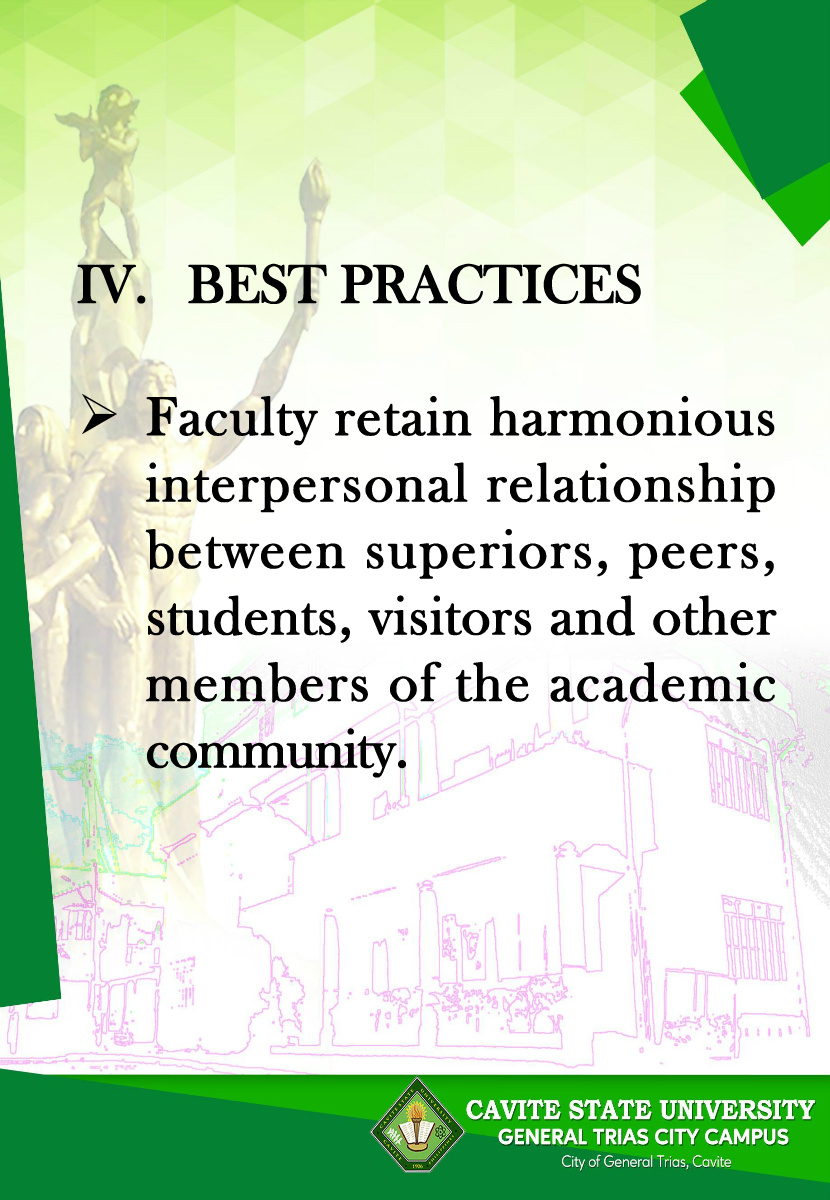 IV. BEST PRACTICES
➢ Faculty retain harmonious
interpersonal relationship
between superiors, peers,
students, visitors and other
members of the academic
community.
CAVITE STATE UNIVERSITY
GENERAL TRIAS CITY CAMPUS
City of General Trias, Cavite
1906